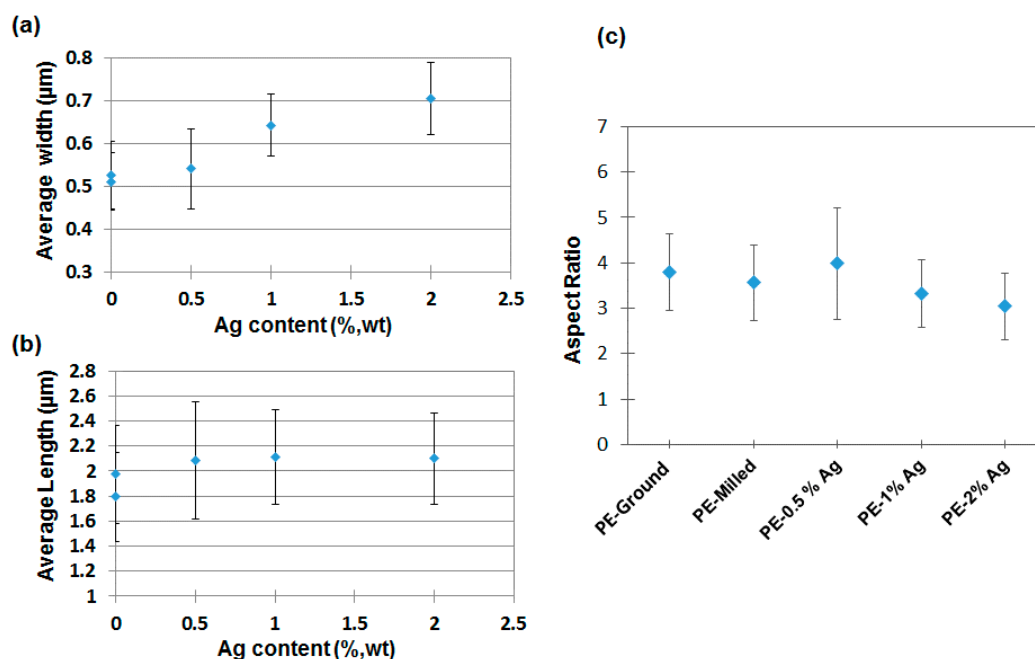 (a)
Average width (µm)
0.8
0.7
0.6
0.5
0.4
0.3
0
0.5
1
1.5
2
2.5
Ag content (%,wt)
(b)
Average Length (µm)
2.8
2.6
2.4
2.2
2
1.8
1.6
1.4
1.2
1
0
0.5
1
1.5
2
2.5
Ag content (%,wt)
(c)
Aspect Ratio
7
6
5
4
3
2
1
0
PE-Ground
PE-Milled
PE-0.5 % Ag
PE-1% Ag
PE-2% Ag